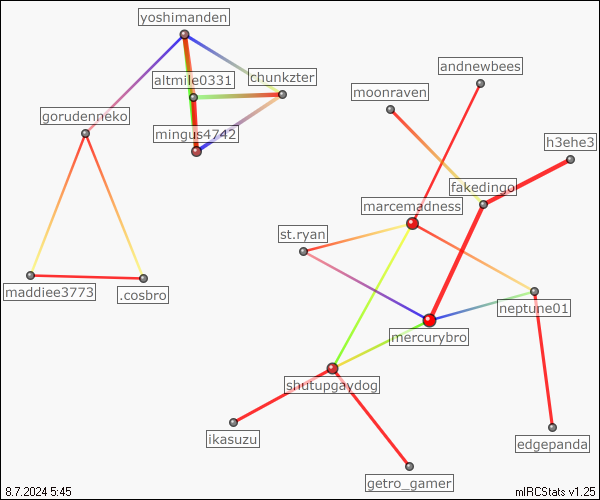 yoshimanden
andnewbees
altmile0331
chunkzter
moonraven
gorudenneko
mingus4742
h3ehe3
fakedingo
marcemadness
st.ryan
maddiee3773
.cosbro
neptune01
mercurybro
shutupgaydog
ikasuzu
edgepanda
getro_gamer
8.7.2024 5:45
mIRCStats v1.25